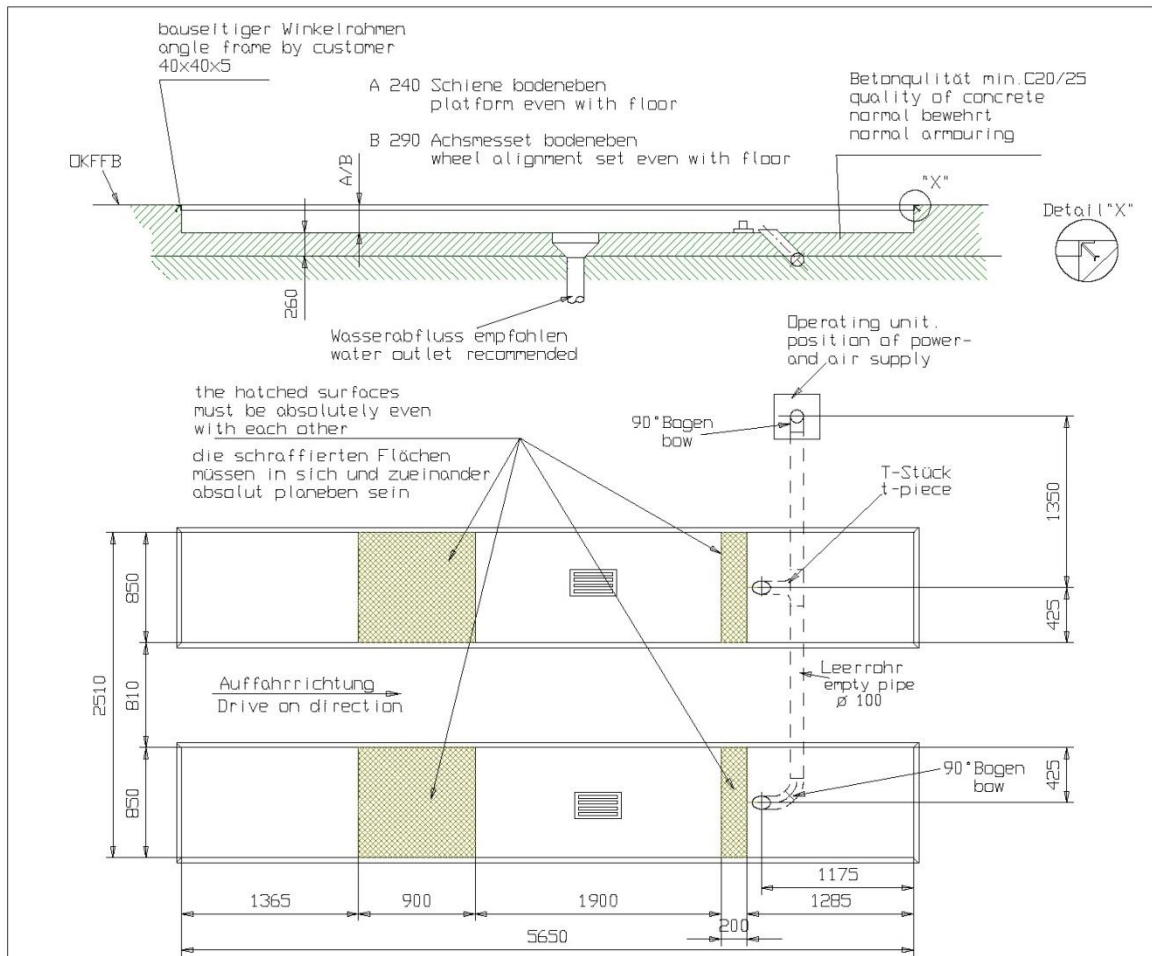 bauseitiger Winkelrahmen
angle frame by customer
40x40x5
A 240 Schiene bodeneben
platform even with floor
B 290 Achsmesset bodeneben
wheel alignment set even with floor
Betonqulität min.C20/25
quality of concrete
normal bewehrt
normal armouring
OKFFB
A/B
"X"
Detail"X"
260
Wasserabfluss empfohlen
water outlet recommended
Operating unit.
position of power-
and air supply
the hatched surfaces
must be absolutely even
with each other
die schraffierten Flächen
müssen in sich und zueinander
absolut planeben sein
90°Bogen
bow
T-Stück
t-piece
1350
850
425
2510
810
Auffahrrichtung
Drive on direction
Leerrohr
empty pipe
ø 100
850
90°Bogen
bow
425
1175
1365
900
1900
1285
200
5650